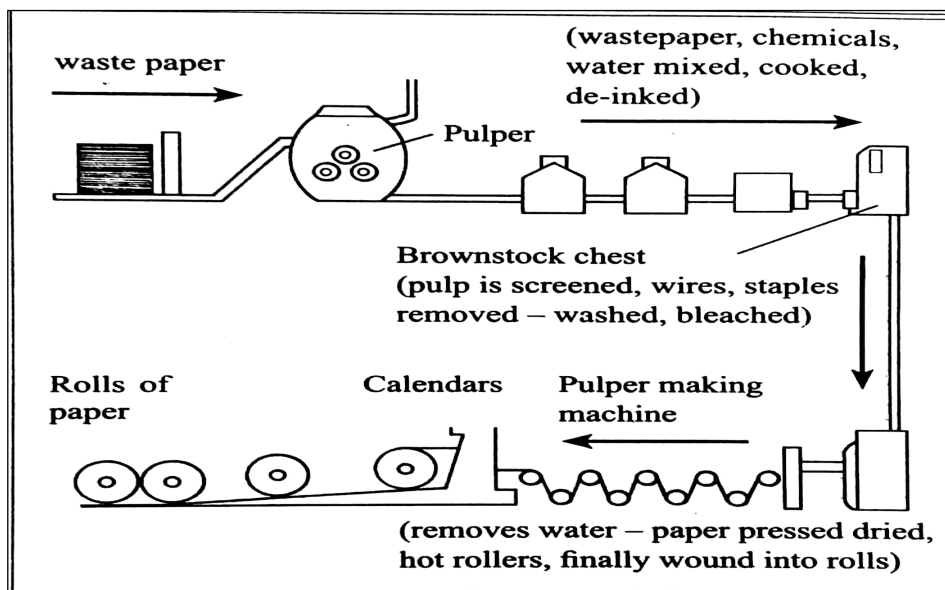 waste paper
(wastepaper, chemicals,
water mixed, cooked,
de-inked)
Pulper
Brownstock chest
(pulp is screened, wires, staples
removed – washed, bleached)
Rolls of
paper
Calendars
Pulper making
machine
(removes water – paper pressed dried,
hot rollers, finally wound into rolls)